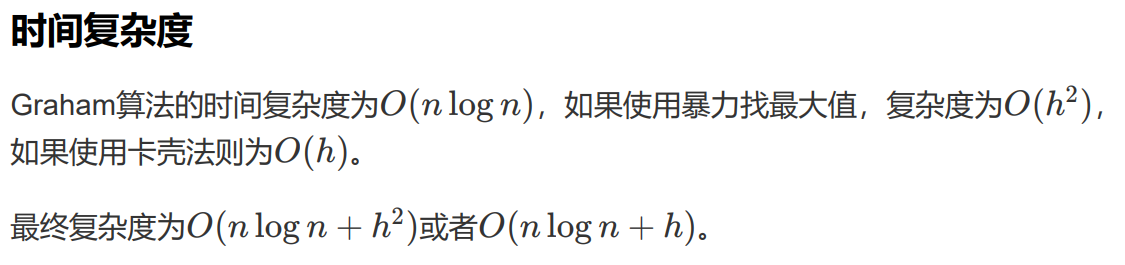 时间复杂度
Graham算法的时间复杂度为O(n log n)，如果使用暴力找最大值，复杂度为O(h²)，
如果使用卡壳法则为O(h)。
最终复杂度为O(n log n + h²)或者O(n log n + h)。